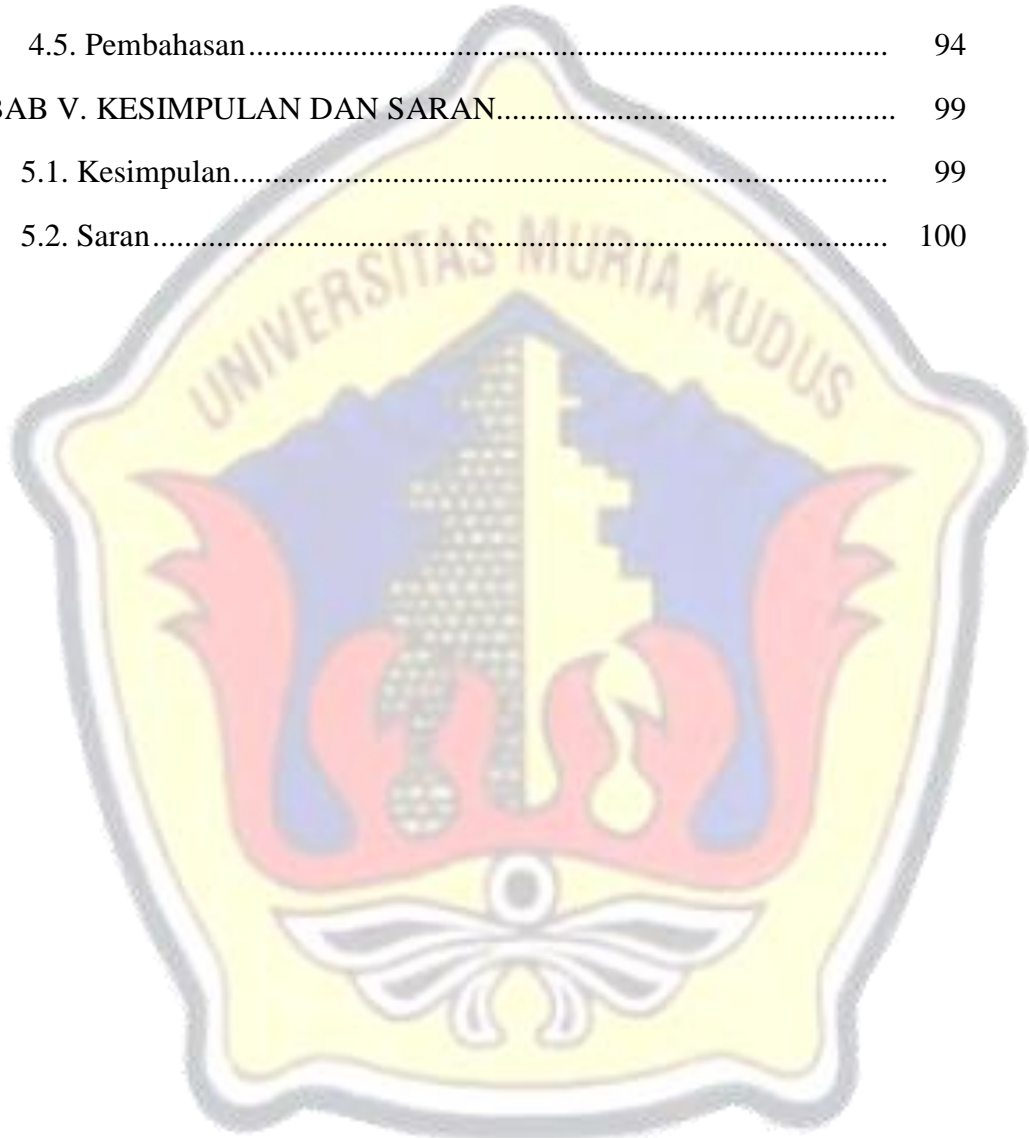 4.5. Pembahasan.................................................................................. 94
BAB V. KESIMPULAN DAN SARAN.................................................. 99
5.1. Kesimpulan................................................................................... 99
5.2. Saran............................................................................................. 100
UNIVERSITAS MURIA KUDUS